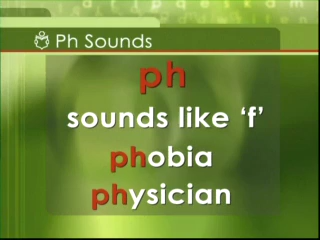 Ph Sounds
ph
sounds like ‘f’
phobia
physician